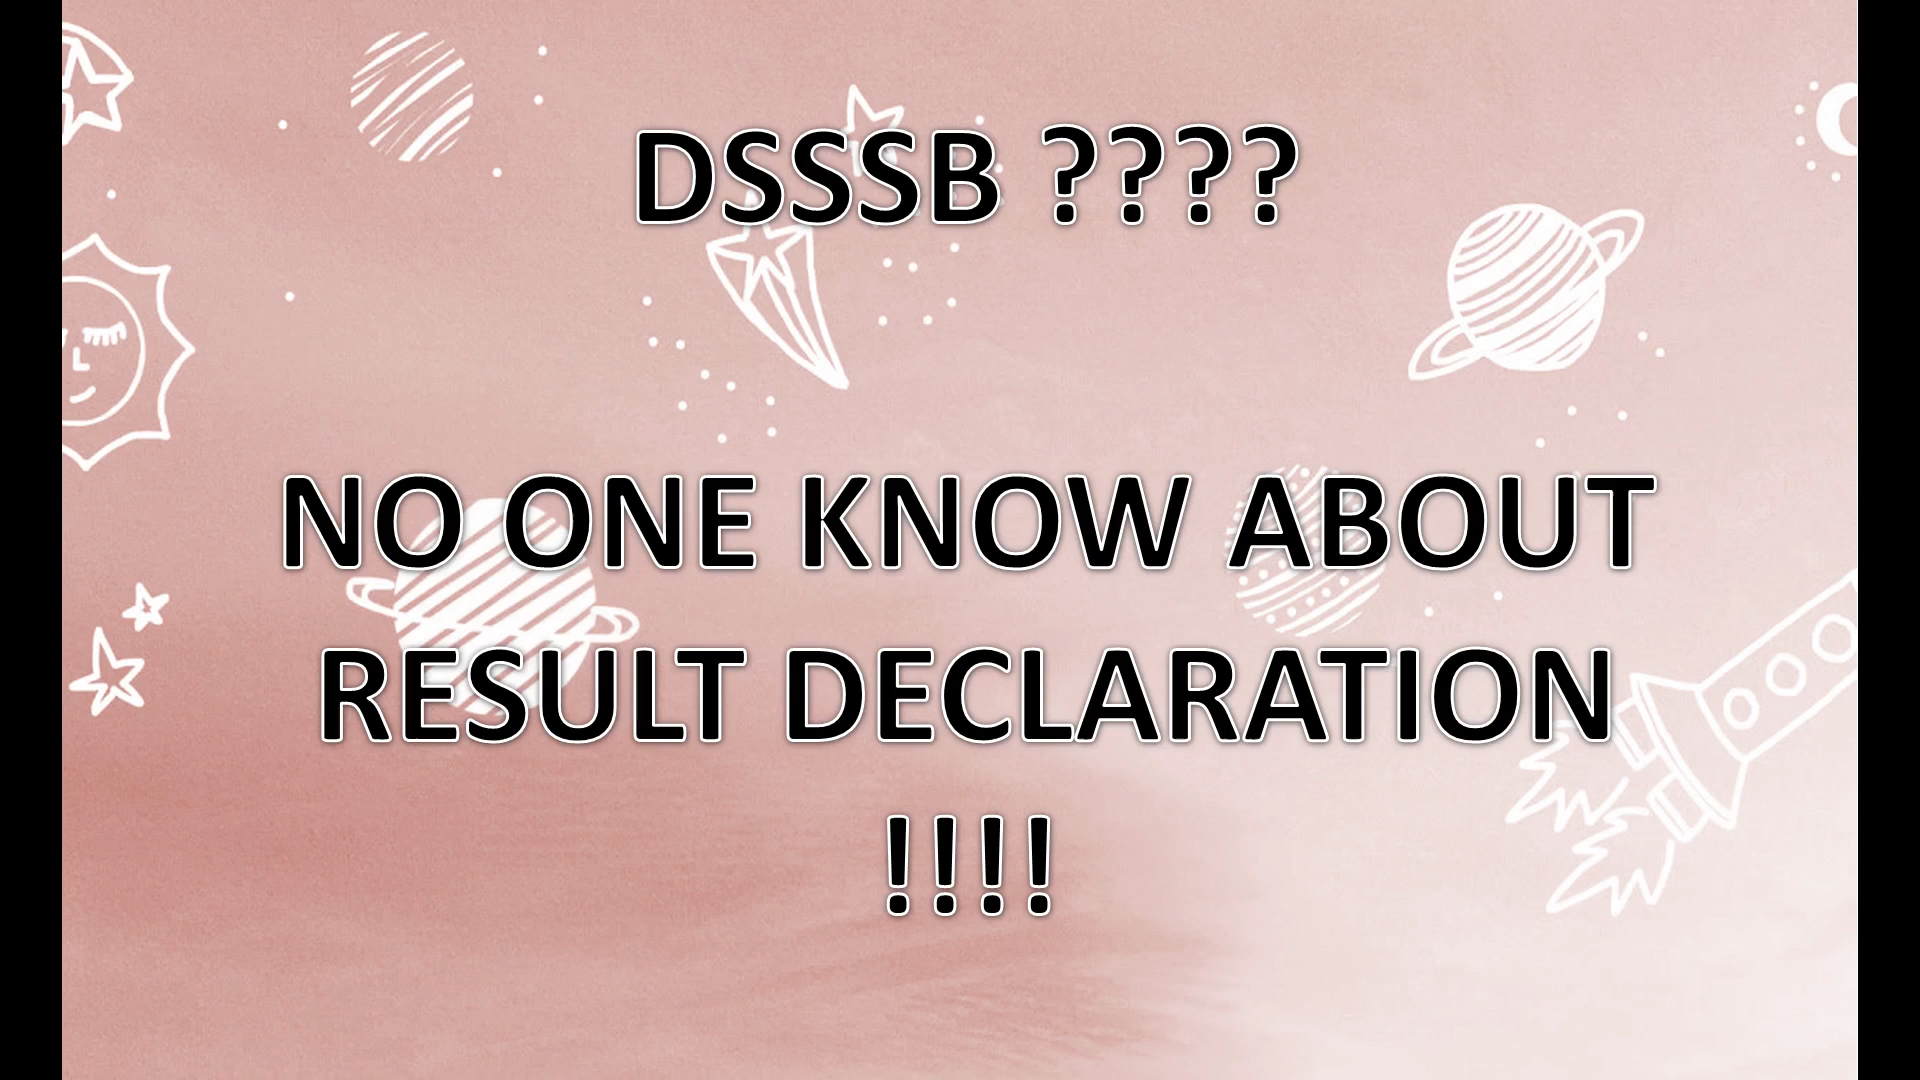 DSSSB ????
NO ONE KNOW ABOUT
RESULT DECLARATION
!!!!